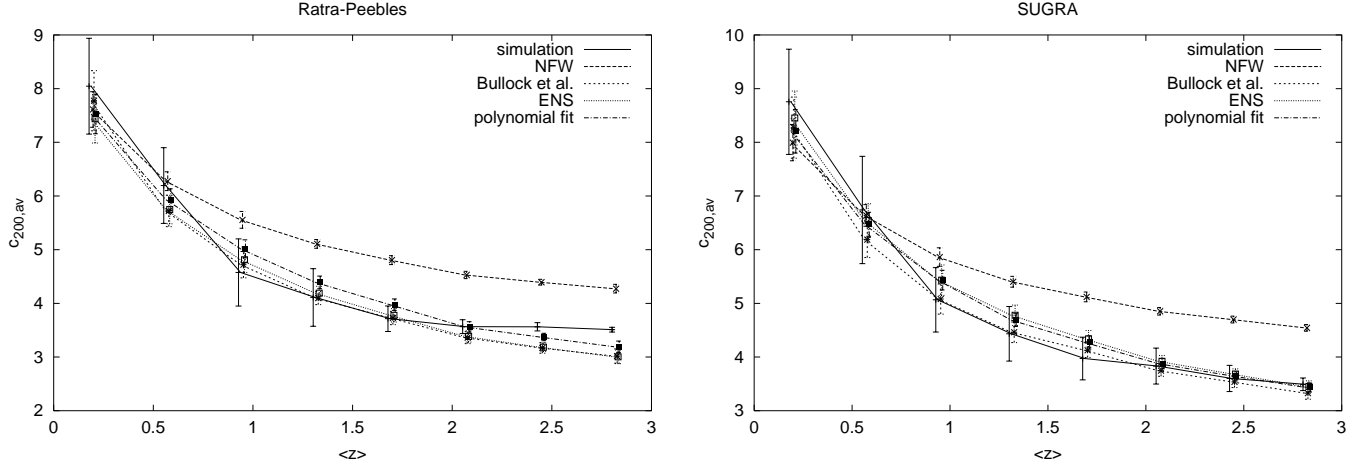 Ratra-Peebles
9
8
7
6
5
4
3
2
0
0.5
1
1.5
2
2.5
3
c200,av
<z>
simulation
NFW
Bullock et al.
ENS
polynomial fit
SUGRA
10
9
8
7
6
5
4
3
0
0.5
1
1.5
2
2.5
3
c200,av
<z>
simulation
NFW
Bullock et al.
ENS
polynomial fit